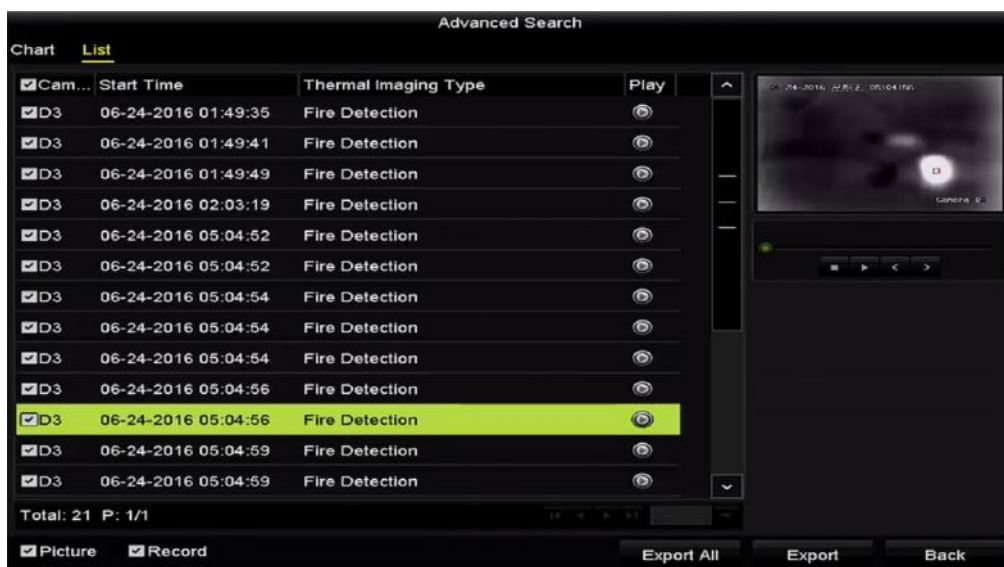 Advanced Search
Chart List
Cam... Start Time Thermal Imaging Type Play
D3 06-24-2016 01:49:35 Fire Detection
D3 06-24-2016 01:49:41 Fire Detection
D3 06-24-2016 01:49:49 Fire Detection
D3 06-24-2016 02:03:19 Fire Detection
D3 06-24-2016 05:04:52 Fire Detection
D3 06-24-2016 05:04:52 Fire Detection
D3 06-24-2016 05:04:54 Fire Detection
D3 06-24-2016 05:04:54 Fire Detection
D3 06-24-2016 05:04:54 Fire Detection
D3 06-24-2016 05:04:56 Fire Detection
D3 06-24-2016 05:04:56 Fire Detection
D3 06-24-2016 05:04:59 Fire Detection
D3 06-24-2016 05:04:59 Fire Detection
Total: 21 P: 1/1
Picture Record Export All Export Back
Camera